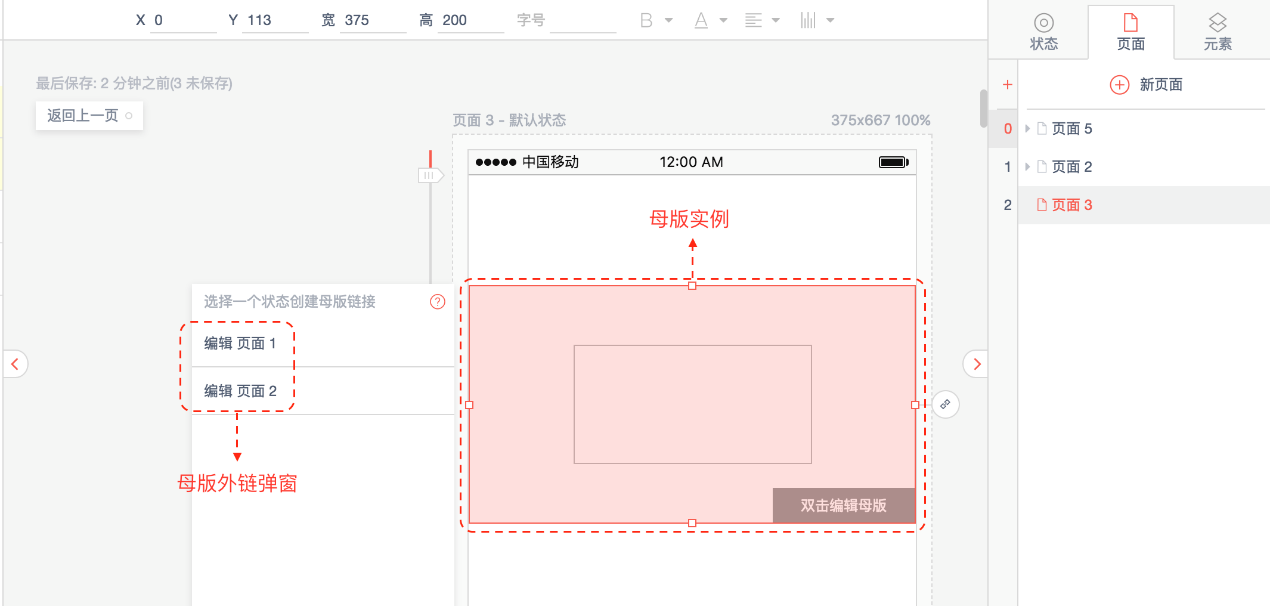 X 0 Y 113 宽 375 高 200 字号 B A
状态 页面 元素
最后保存: 2 分钟之前(3 未保存)
+ 新页面
返回上一页
页面 3 - 默认状态 375x667 100%
0 页面 5
中国移动 12:00 AM
1 页面 2
2 页面 3
母版实例
选择一个状态创建母版链接 ?
编辑 页面 1
编辑 页面 2
母版外链弹窗
双击编辑母版